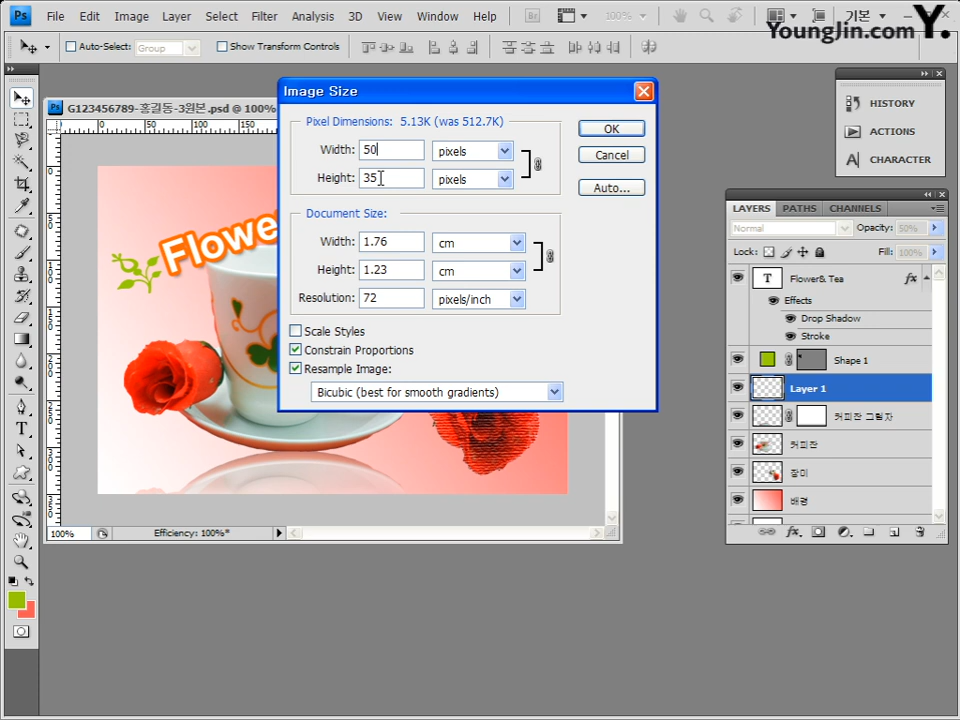 Ps File Edit Image Layer Select Filter Analysis 3D View Window Help Br 100% 기본
YoungJin.com Y.
Auto-Select: Group Show Transform Controls
G123456789-홍길동-3원본.psd @ 100%
0 50 100 150
Image Size
Pixel Dimensions: 5.13K (was 512.7K)
Width: 50 pixels
Height: 35 pixels
OK
Cancel
Auto...
Document Size:
Width: 1.76 cm
Height: 1.23 cm
Resolution: 72 pixels/inch
Scale Styles
Constrain Proportions
Resample Image:
Bicubic (best for smooth gradients)
Flowe
100% Efficiency: 100%*
HISTORY
ACTIONS
CHARACTER
LAYERS PATHS CHANNELS
Normal Opacity: 50%
Lock: Fill: 100%
T Flower& Tea fx
Effects
Drop Shadow
Stroke
Shape 1
Layer 1
커피잔 그림자
커피잔
장미
배경